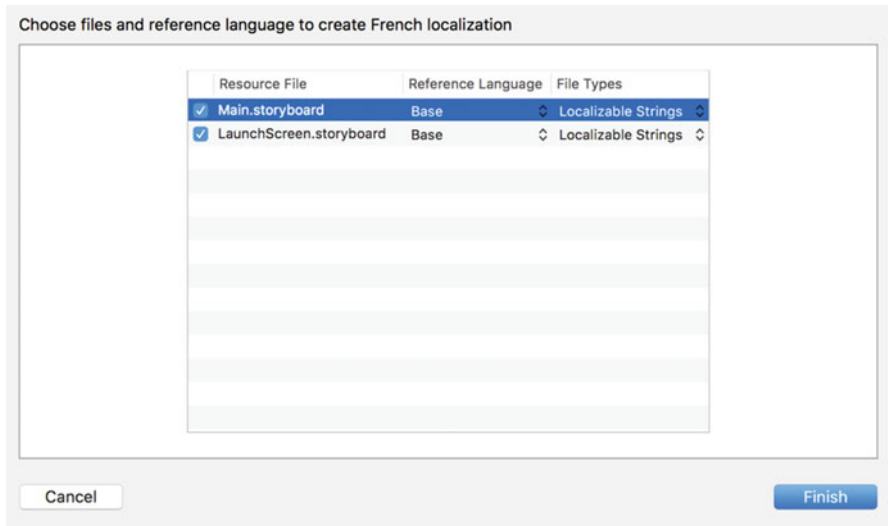 Choose files and reference language to create French localization
Resource File Reference Language File Types
Main.storyboard Base Localizable Strings
LaunchScreen.storyboard Base Localizable Strings
Cancel Finish